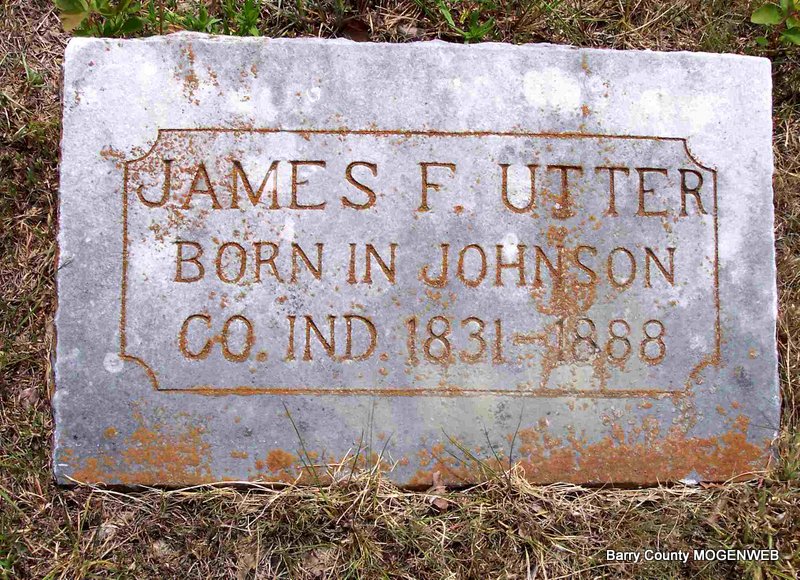 JAMES F. UTTER
BORN IN JOHNSON
CO. IND. 1831-1888
Barry County MOGENWEB